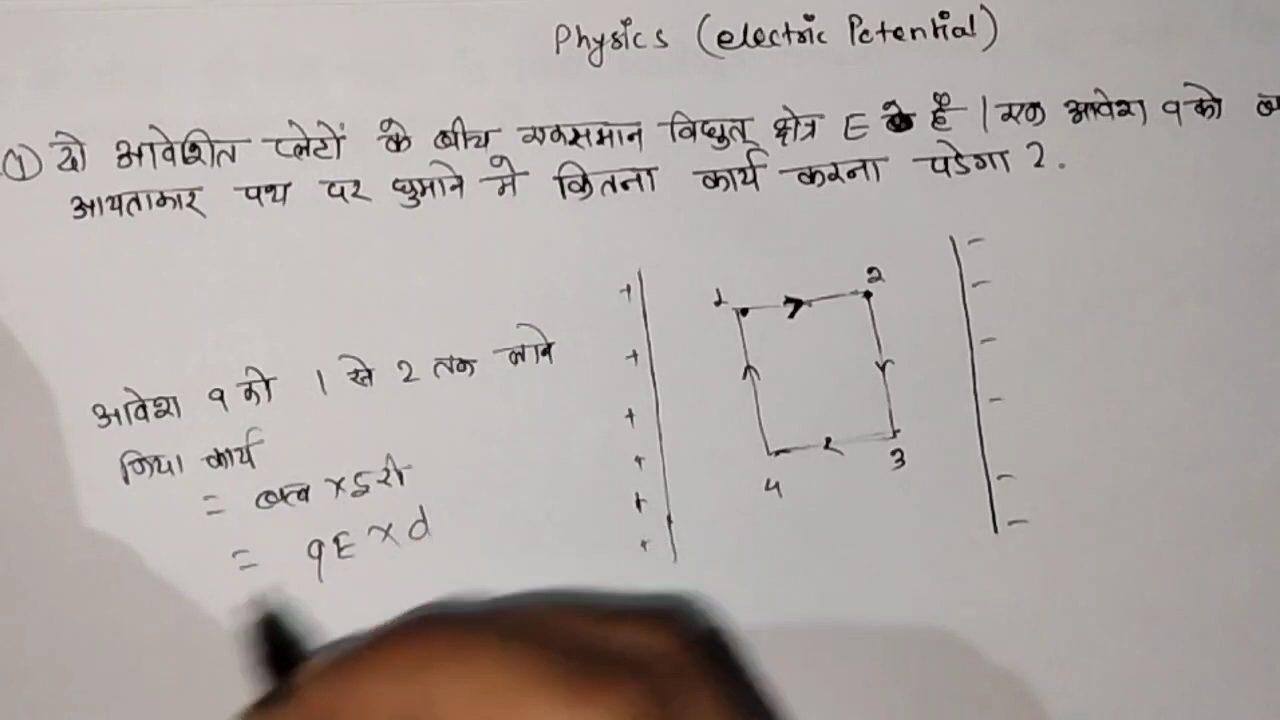 Physics (electric Potential)
① दो आवेशित प्लेटों के बीच एकसमान विधुत् क्षेत्र E है । एक आवेश q को
आयताकार पथ पर घुमाने मे कितना कार्य करना पडेगा ? .
आवेश q को 1 से 2 तक लाने
किया कार्य
= बल × दूरी
= qE × d
1 2
3
4
+ + + + + +
- - - - - -